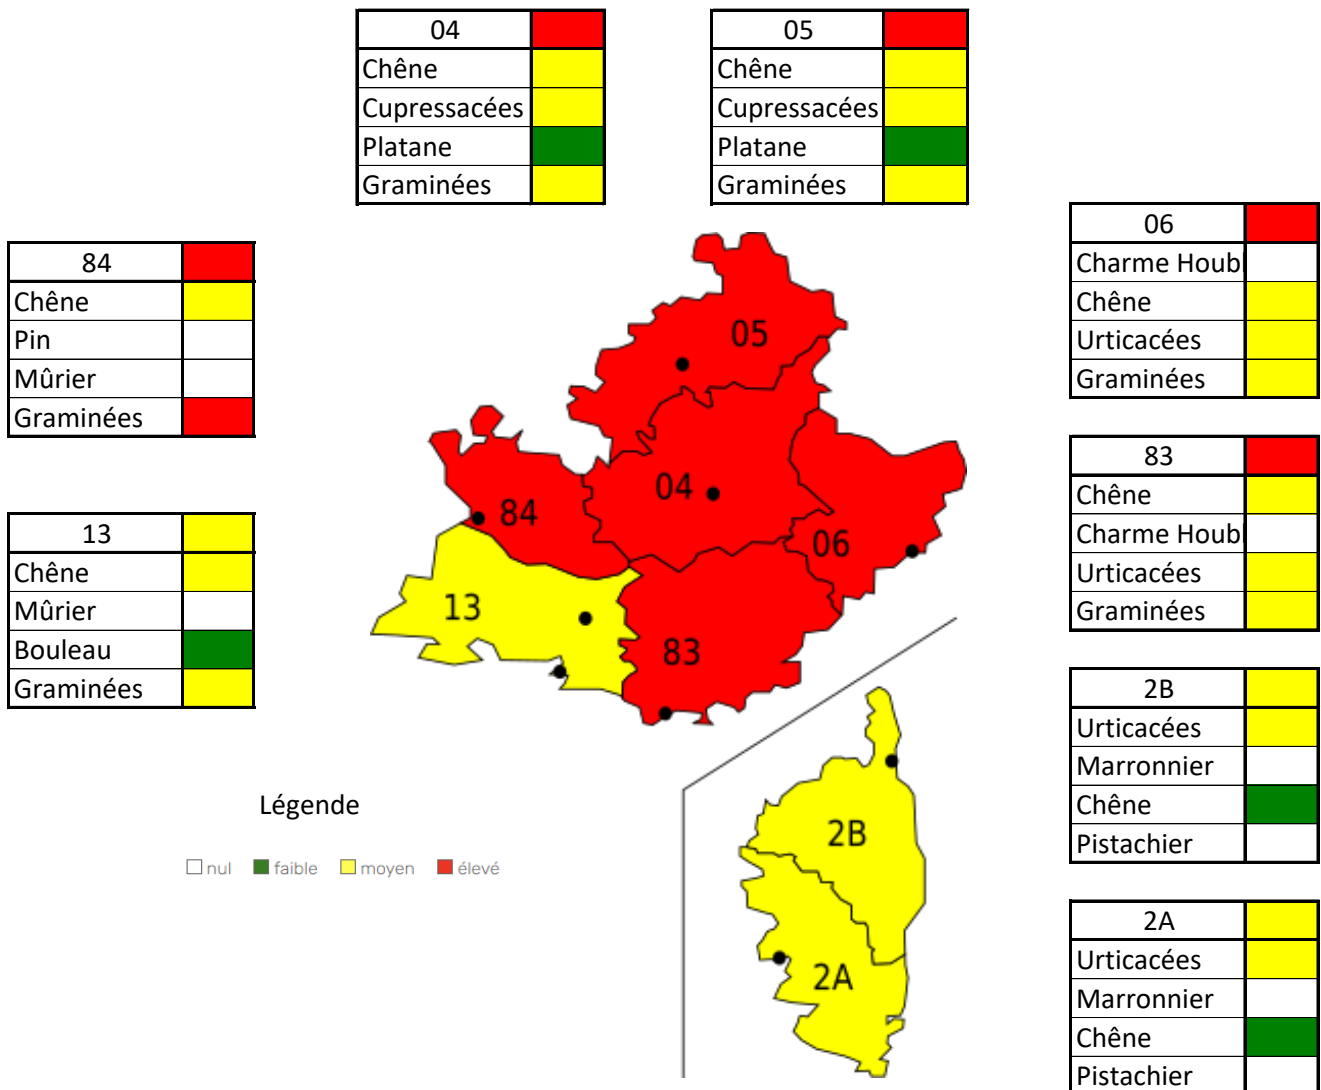 04
Chêne
Cupressacées
Platane
Graminées
05
Chêne
Cupressacées
Platane
Graminées
84
Chêne
Pin
Mûrier
Graminées
06
Charme Houb
Chêne
Urticacées
Graminées
13
Chêne
Mûrier
Bouleau
Graminées
83
Chêne
Charme Houb
Urticacées
Graminées
2B
Urticacées
Marronnier
Chêne
Pistachier
2A
Urticacées
Marronnier
Chêne
Pistachier
05
04
84
06
13
83
2B
2A
Légende
nul faible moyen élevé